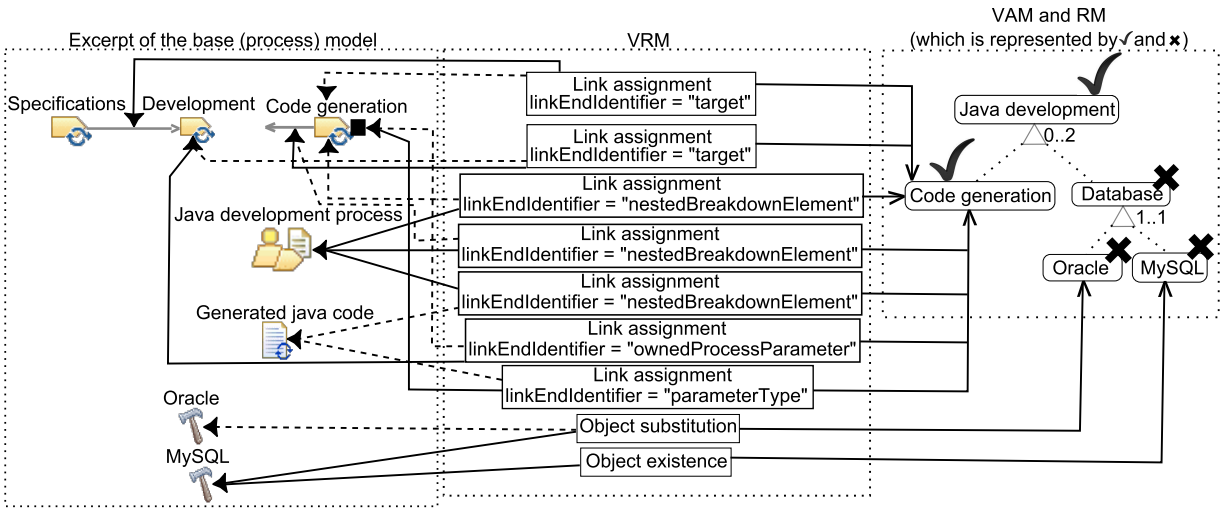 Excerpt of the base (process) model
VRM
VAM and RM
(which is represented by✓and✖)
Specifications
Development
Code generation
Java development process
Generated java code
Oracle
MySQL
Link assignment
linkEndIdentifier = "target"
Link assignment
linkEndIdentifier = "target"
Link assignment
linkEndIdentifier = "nestedBreakdownElement"
Link assignment
linkEndIdentifier = "nestedBreakdownElement"
Link assignment
linkEndIdentifier = "nestedBreakdownElement"
Link assignment
linkEndIdentifier = "ownedProcessParameter"
Link assignment
linkEndIdentifier = "parameterType"
Object substitution
Object existence
Java development
0..2
Code generation
Database
1..1
Oracle
MySQL